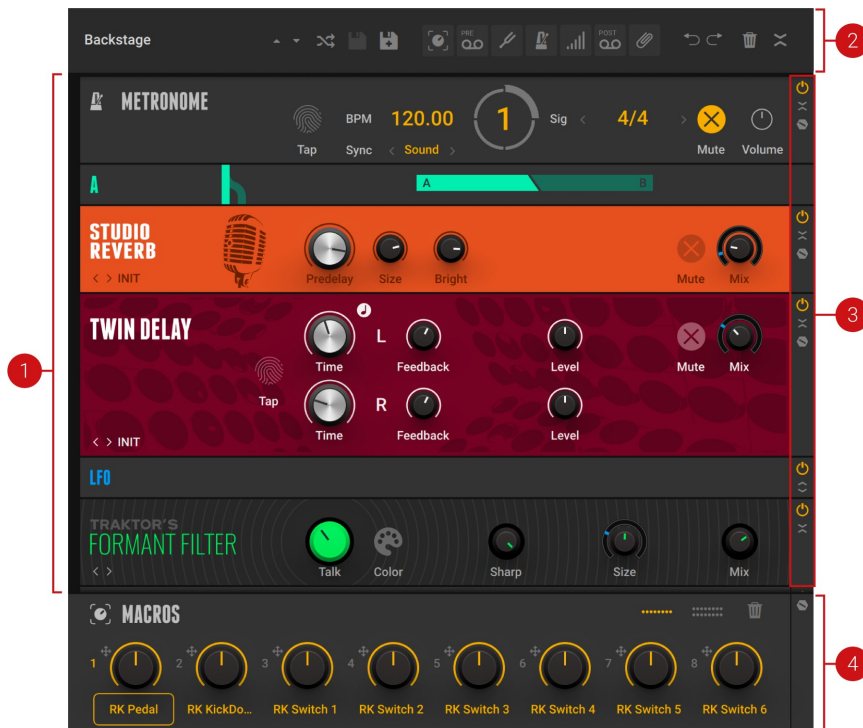 Backstage
PRE
POST
2
METRONOME
BPM 120.00 1 Sig < 4/4 >
Tap Sync < Sound > Mute Volume
A A B
STUDIO
REVERB
< > INIT Predelay Size Bright Mute Mix
3
TWIN DELAY
L
Time Feedback Level Mute Mix
1
Tap
R
Time Feedback Level
< > INIT
LFO
TRAKTOR'S
FORMANT FILTER
< > Talk Color Sharp Size Mix
MACROS
1 2 3 4 5 6 7 8
4
RK Pedal RK KickDo... RK Switch 1 RK Switch 2 RK Switch 3 RK Switch 4 RK Switch 5 RK Switch 6